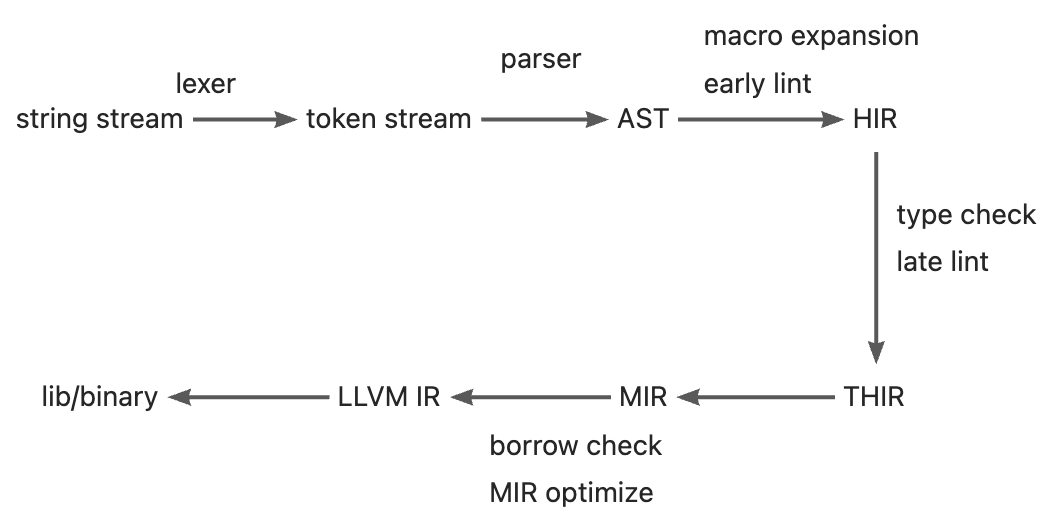 macro expansion
parser
lexer
early lint
string stream
token stream
AST
HIR
type check
late lint
lib/binary
LLVM IR
MIR
THIR
borrow check
MIR optimize